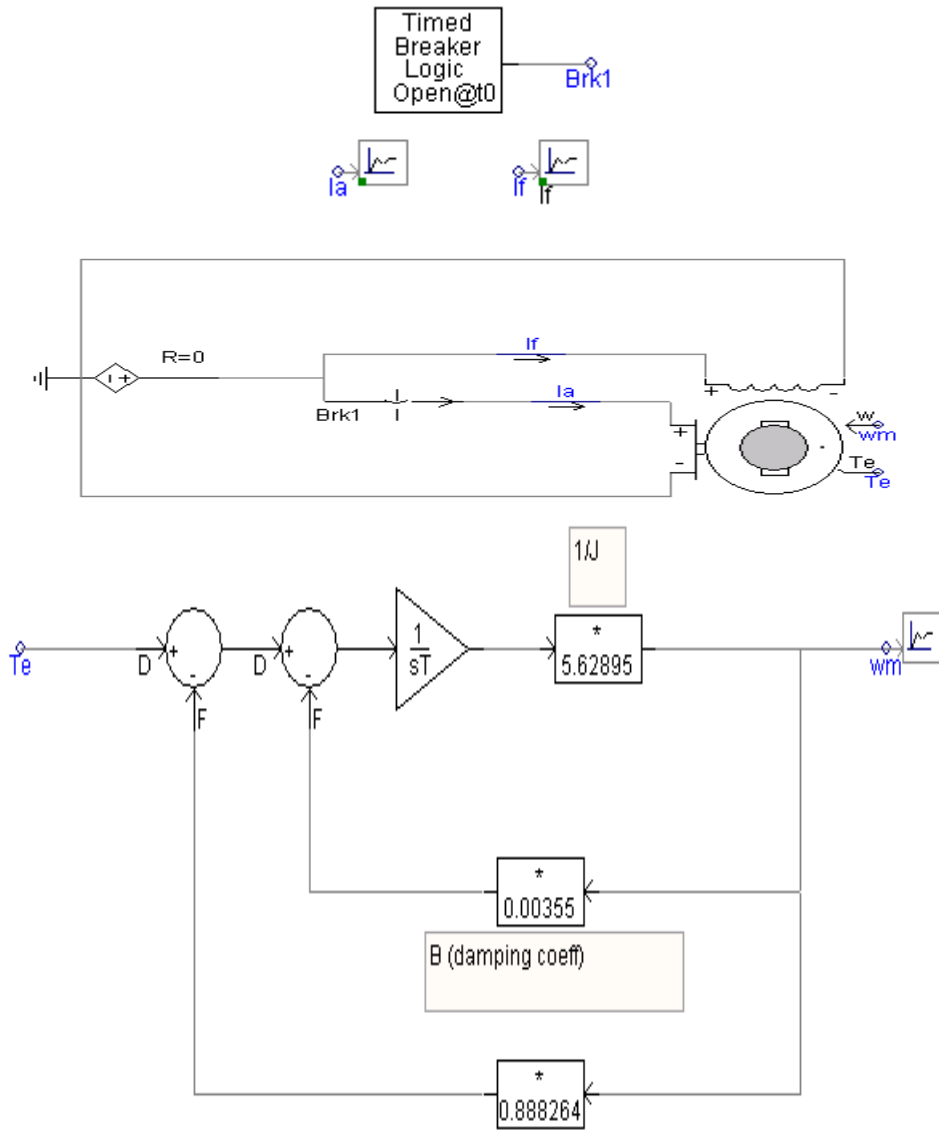 Timed
Breaker
Logic
Open@t0
Brk1
Ia
If
If
R=0
If
Brk1
Ia
+
-
+
-
-
+
w
wm
Te
Te
1/J
Te
D
+
-
F
D
+
-
F
1
sT
*
5.62895
wm
*
0.00355
B (damping coeff)
*
0.888264